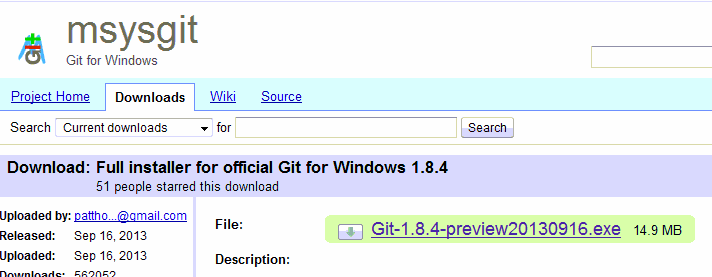 msysgit
Git for Windows
Project Home Downloads Wiki Source
Search Current downloads for Search
Download: Full installer for official Git for Windows 1.8.4
51 people starred this download
Uploaded by: pattho...@gmail.com
Released: Sep 16, 2013
Uploaded: Sep 16, 2013
Downloads: 562052
File: Git-1.8.4-preview20130916.exe 14.9 MB
Description: